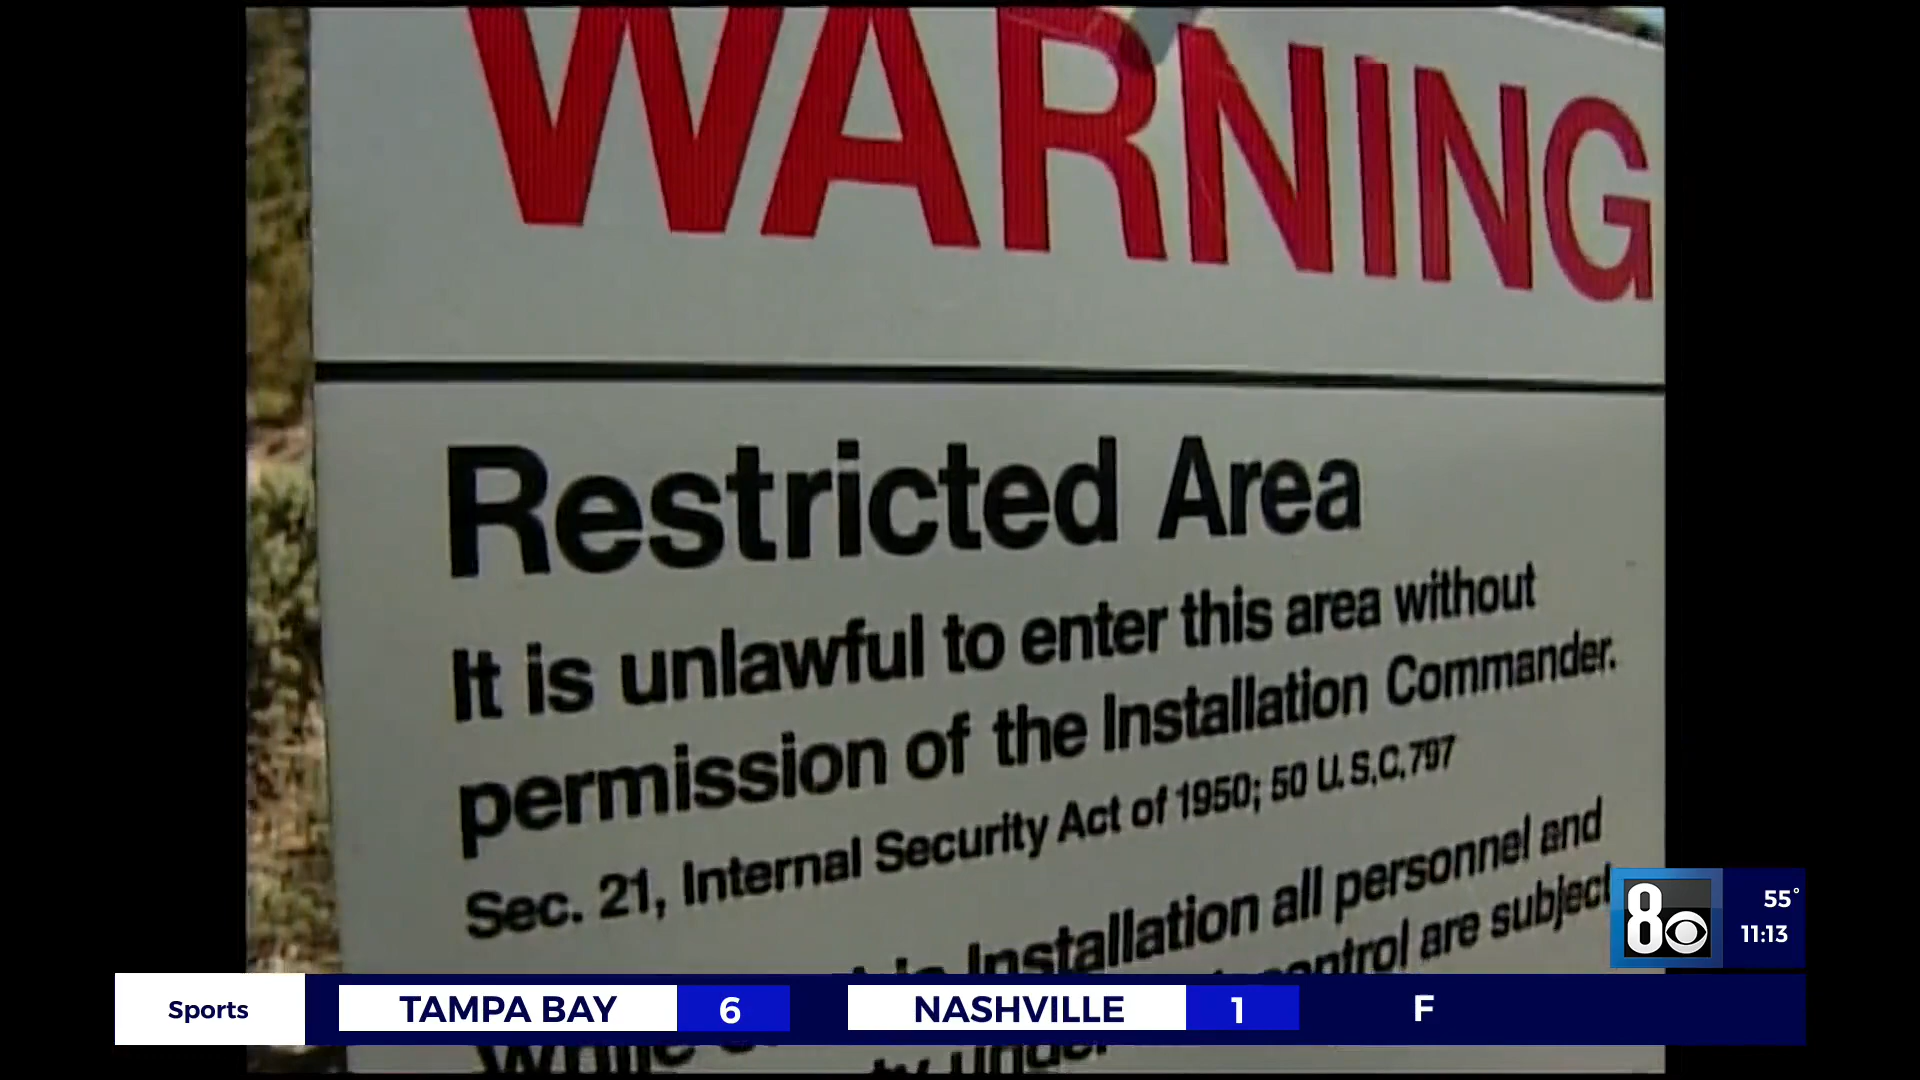 WARNING
Restricted Area
It is unlawful to enter this area without
permission of the Installation Commander.
Sec. 21, Internal Security Act of 1950; 50 U.S.C. 797
Installation all personnel and
control are subject
While
under
8
55°
11:13
Sports TAMPA BAY 6 NASHVILLE 1 F